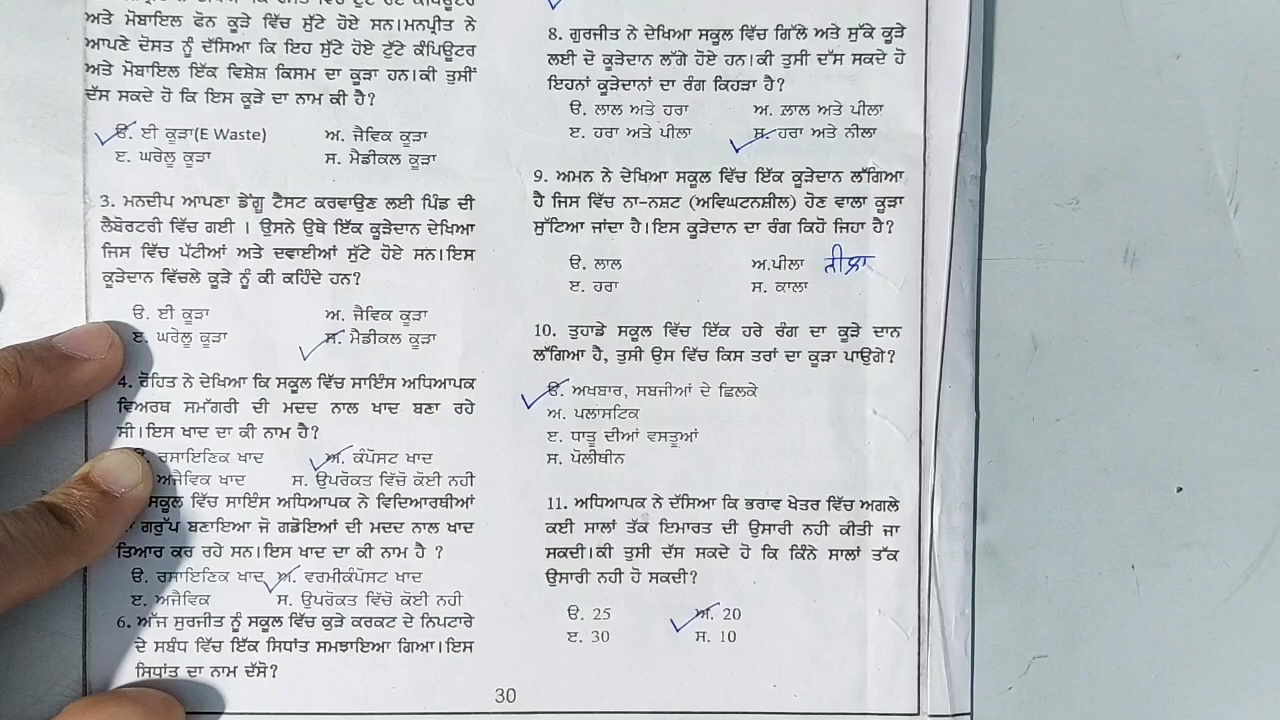 ਅਤੇ ਮੋਬਾਇਲ ਫੋਨ ਕੂੜੇ ਵਿੱਚ ਸੁੱਟੇ ਹੋਏ ਸਨ।ਮਨਪ੍ਰੀਤ ਨੇ
ਆਪਣੇ ਦੋਸਤ ਨੂੰ ਦੱਸਿਆ ਕਿ ਇਹ ਸੁੱਟੇ ਹੋਏ ਟੁੱਟੇ ਕੰਪਿਊਟਰ
ਅਤੇ ਮੋਬਾਇਲ ਇੱਕ ਵਿਸ਼ੇਸ਼ ਕਿਸਮ ਦਾ ਕੂੜਾ ਹਨ।ਕੀ ਤੁਸੀਂ
ਦੱਸ ਸਕਦੇ ਹੋ ਕਿ ਇਸ ਕੂੜੇ ਦਾ ਨਾਮ ਕੀ ਹੈ?
ੳ. ਈ ਕੂੜਾ(E Waste) ਅ. ਜੈਵਿਕ ਕੂੜਾ
ੲ. ਘਰੇਲੂ ਕੂੜਾ ਸ. ਮੈਡੀਕਲ ਕੂੜਾ
3. ਮਨਦੀਪ ਆਪਣਾ ਡੇਂਗੂ ਟੈਸਟ ਕਰਵਾਉਣ ਲਈ ਪਿੰਡ ਦੀ
ਲੈਬੋਰਟਰੀ ਵਿੱਚ ਗਈ । ਉਸਨੇ ਉਥੇ ਇੱਕ ਕੂੜੇਦਾਨ ਦੇਖਿਆ
ਜਿਸ ਵਿੱਚ ਪੱਟੀਆਂ ਅਤੇ ਦਵਾਈਆਂ ਸੁੱਟੇ ਹੋਏ ਸਨ।ਇਸ
ਕੂੜੇਦਾਨ ਵਿੱਚਲੇ ਕੂੜੇ ਨੂੰ ਕੀ ਕਹਿੰਦੇ ਹਨ?
ੳ. ਈ ਕੂੜਾ ਅ. ਜੈਵਿਕ ਕੂੜਾ
ੲ. ਘਰੇਲੂ ਕੂੜਾ ਸ. ਮੈਡੀਕਲ ਕੂੜਾ
4. ਰੋਹਿਤ ਨੇ ਦੇਖਿਆ ਕਿ ਸਕੂਲ ਵਿੱਚ ਸਾਇੰਸ ਅਧਿਆਪਕ
ਵਿਅਰਥ ਸਮੱਗਰੀ ਦੀ ਮਦਦ ਨਾਲ ਖਾਦ ਬਣਾ ਰਹੇ
ਸੀ।ਇਸ ਖਾਦ ਦਾ ਕੀ ਨਾਮ ਹੈ?
ਰਸਾਇਣਿਕ ਖਾਦ ਅ. ਕੰਪੋਸਟ ਖਾਦ
ਅਜੈਵਿਕ ਖਾਦ ਸ. ਉਪਰੋਕਤ ਵਿੱਚੋ ਕੋਈ ਨਹੀ
ਸਕੂਲ ਵਿੱਚ ਸਾਇੰਸ ਅਧਿਆਪਕ ਨੇ ਵਿਦਿਆਰਥੀਆਂ
ਗਰੁੱਪ ਬਣਾਇਆ ਜੋ ਗਡੋਇਆਂ ਦੀ ਮਦਦ ਨਾਲ ਖਾਦ
ਤਿਆਰ ਕਰ ਰਹੇ ਸਨ।ਇਸ ਖਾਦ ਦਾ ਕੀ ਨਾਮ ਹੈ ?
ੳ. ਰਸਾਇਣਿਕ ਖਾਦ ਅ. ਵਰਮੀਕੰਪੋਸਟ ਖਾਦ
ੲ. ਅਜੈਵਿਕ ਸ. ਉਪਰੋਕਤ ਵਿੱਚੋ ਕੋਈ ਨਹੀ
6. ਅੱਜ ਸੁਰਜੀਤ ਨੂੰ ਸਕੂਲ ਵਿੱਚ ਕੂੜੇ ਕਰਕਟ ਦੇ ਨਿਪਟਾਰੇ
ਦੇ ਸਬੰਧ ਵਿੱਚ ਇੱਕ ਸਿਧਾਂਤ ਸਮਝਾਇਆ ਗਿਆ।ਇਸ
ਸਿਧਾਂਤ ਦਾ ਨਾਮ ਦੱਸੋ?
8. ਗੁਰਜੀਤ ਨੇ ਦੇਖਿਆ ਸਕੂਲ ਵਿੱਚ ਗਿੱਲੇ ਅਤੇ ਸੁੱਕੇ ਕੂੜੇ
ਲਈ ਦੋ ਕੂੜੇਦਾਨ ਲੱਗੇ ਹੋਏ ਹਨ।ਕੀ ਤੁਸੀ ਦੱਸ ਸਕਦੇ ਹੋ
ਇਹਨਾਂ ਕੂੜੇਦਾਨਾਂ ਦਾ ਰੰਗ ਕਿਹੜਾ ਹੈ?
ੳ. ਲਾਲ ਅਤੇ ਹਰਾ ਅ. ਲਾਲ ਅਤੇ ਪੀਲਾ
ੲ. ਹਰਾ ਅਤੇ ਪੀਲਾ ਸ. ਹਰਾ ਅਤੇ ਨੀਲਾ
9. ਅਮਨ ਨੇ ਦੇਖਿਆ ਸਕੂਲ ਵਿੱਚ ਇੱਕ ਕੂੜੇਦਾਨ ਲੱਗਿਆ
ਹੈ ਜਿਸ ਵਿੱਚ ਨਾ-ਨਸ਼ਟ (ਅਵਿਘਟਨਸ਼ੀਲ) ਹੋਣ ਵਾਲਾ ਕੂੜਾ
ਸੁੱਟਿਆ ਜਾਂਦਾ ਹੈ।ਇਸ ਕੂੜੇਦਾਨ ਦਾ ਰੰਗ ਕਿਹੋ ਜਿਹਾ ਹੈ?
ੳ. ਲਾਲ ਅ.ਪੀਲਾ ਨੀਲਾ
ੲ. ਹਰਾ ਸ. ਕਾਲਾ
10. ਤੁਹਾਡੇ ਸਕੂਲ ਵਿੱਚ ਇੱਕ ਹਰੇ ਰੰਗ ਦਾ ਕੂੜੇ ਦਾਨ
ਲੱਗਿਆ ਹੈ, ਤੁਸੀ ਉਸ ਵਿੱਚ ਕਿਸ ਤਰਾਂ ਦਾ ਕੂੜਾ ਪਾਉਗੇ?
ੳ. ਅਖਬਾਰ, ਸਬਜੀਆਂ ਦੇ ਛਿਲਕੇ
ਅ. ਪਲਾਸਟਿਕ
ੲ. ਧਾਤੂ ਦੀਆਂ ਵਸਤੂਆਂ
ਸ. ਪੋਲੀਥੀਨ
11. ਅਧਿਆਪਕ ਨੇ ਦੱਸਿਆ ਕਿ ਭਰਾਵ ਖੇਤਰ ਵਿੱਚ ਅਗਲੇ
ਕਈ ਸਾਲਾਂ ਤੱਕ ਇਮਾਰਤ ਦੀ ਉਸਾਰੀ ਨਹੀ ਕੀਤੀ ਜਾ
ਸਕਦੀ।ਕੀ ਤੁਸੀ ਦੱਸ ਸਕਦੇ ਹੋ ਕਿ ਕਿੰਨੇ ਸਾਲਾਂ ਤੱਕ
ਉਸਾਰੀ ਨਹੀ ਹੋ ਸਕਦੀ?
ੳ. 25 ਅ. 20
ੲ. 30 ਸ. 10
30